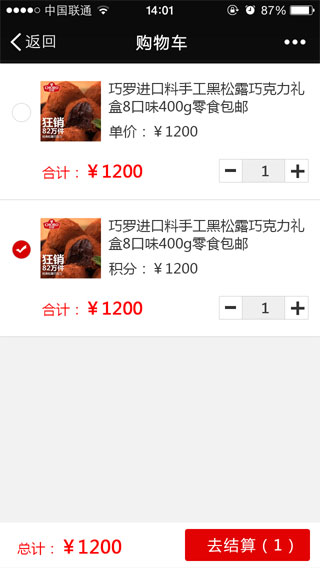 中国联通 14:01 87%
返回 购物车
巧罗进口料手工黑松露巧克力礼
盒8口味400g零食包邮
单价：￥1200
狂销
82万件
合计：￥1200 1
巧罗进口料手工黑松露巧克力礼
盒8口味400g零食包邮
积分：￥1200
狂销
82万件
合计：￥1200 1
总计：￥1200 去结算（1）